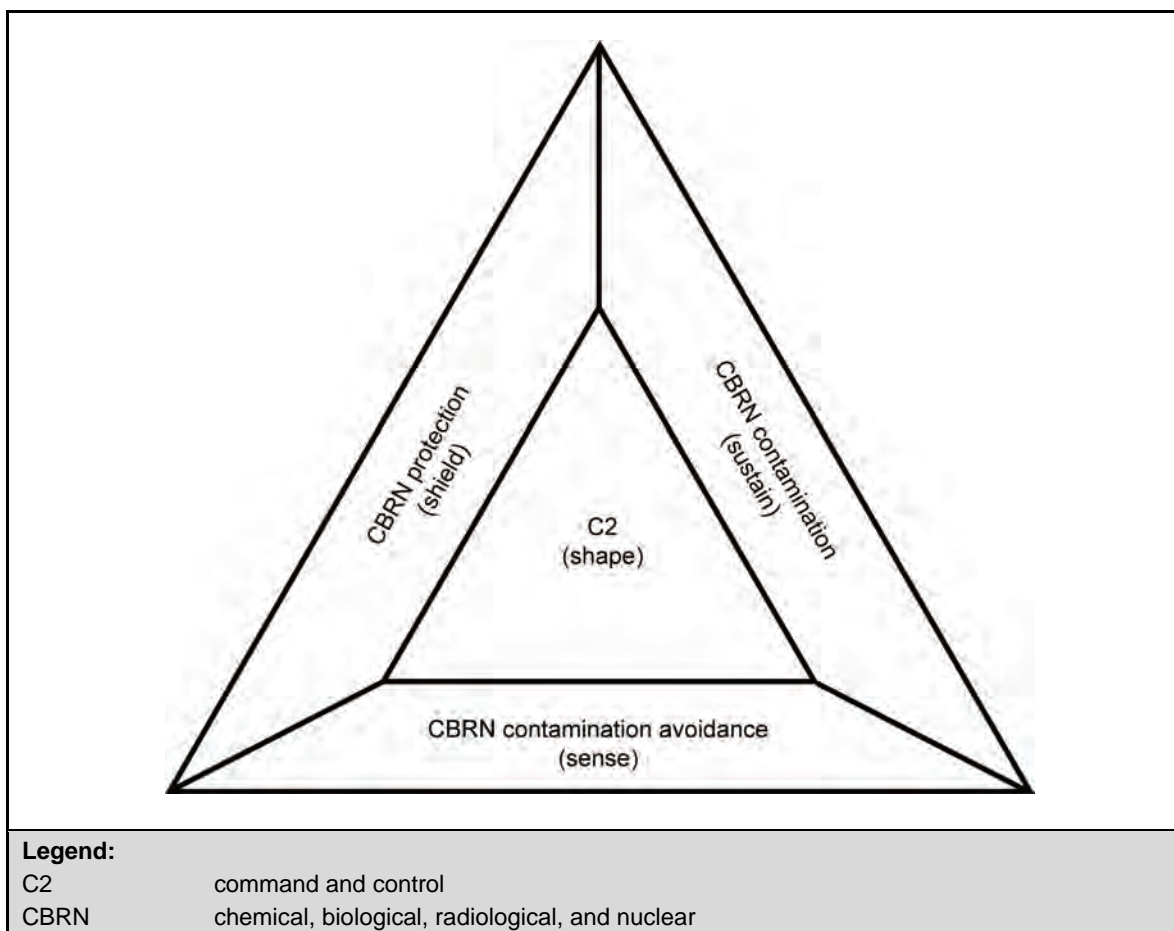 CBRN protection
(shield)
CBRN contamination
(sustain)
C2
(shape)
CBRN contamination avoidance
(sense)
Legend:
C2 command and control
CBRN chemical, biological, radiological, and nuclear